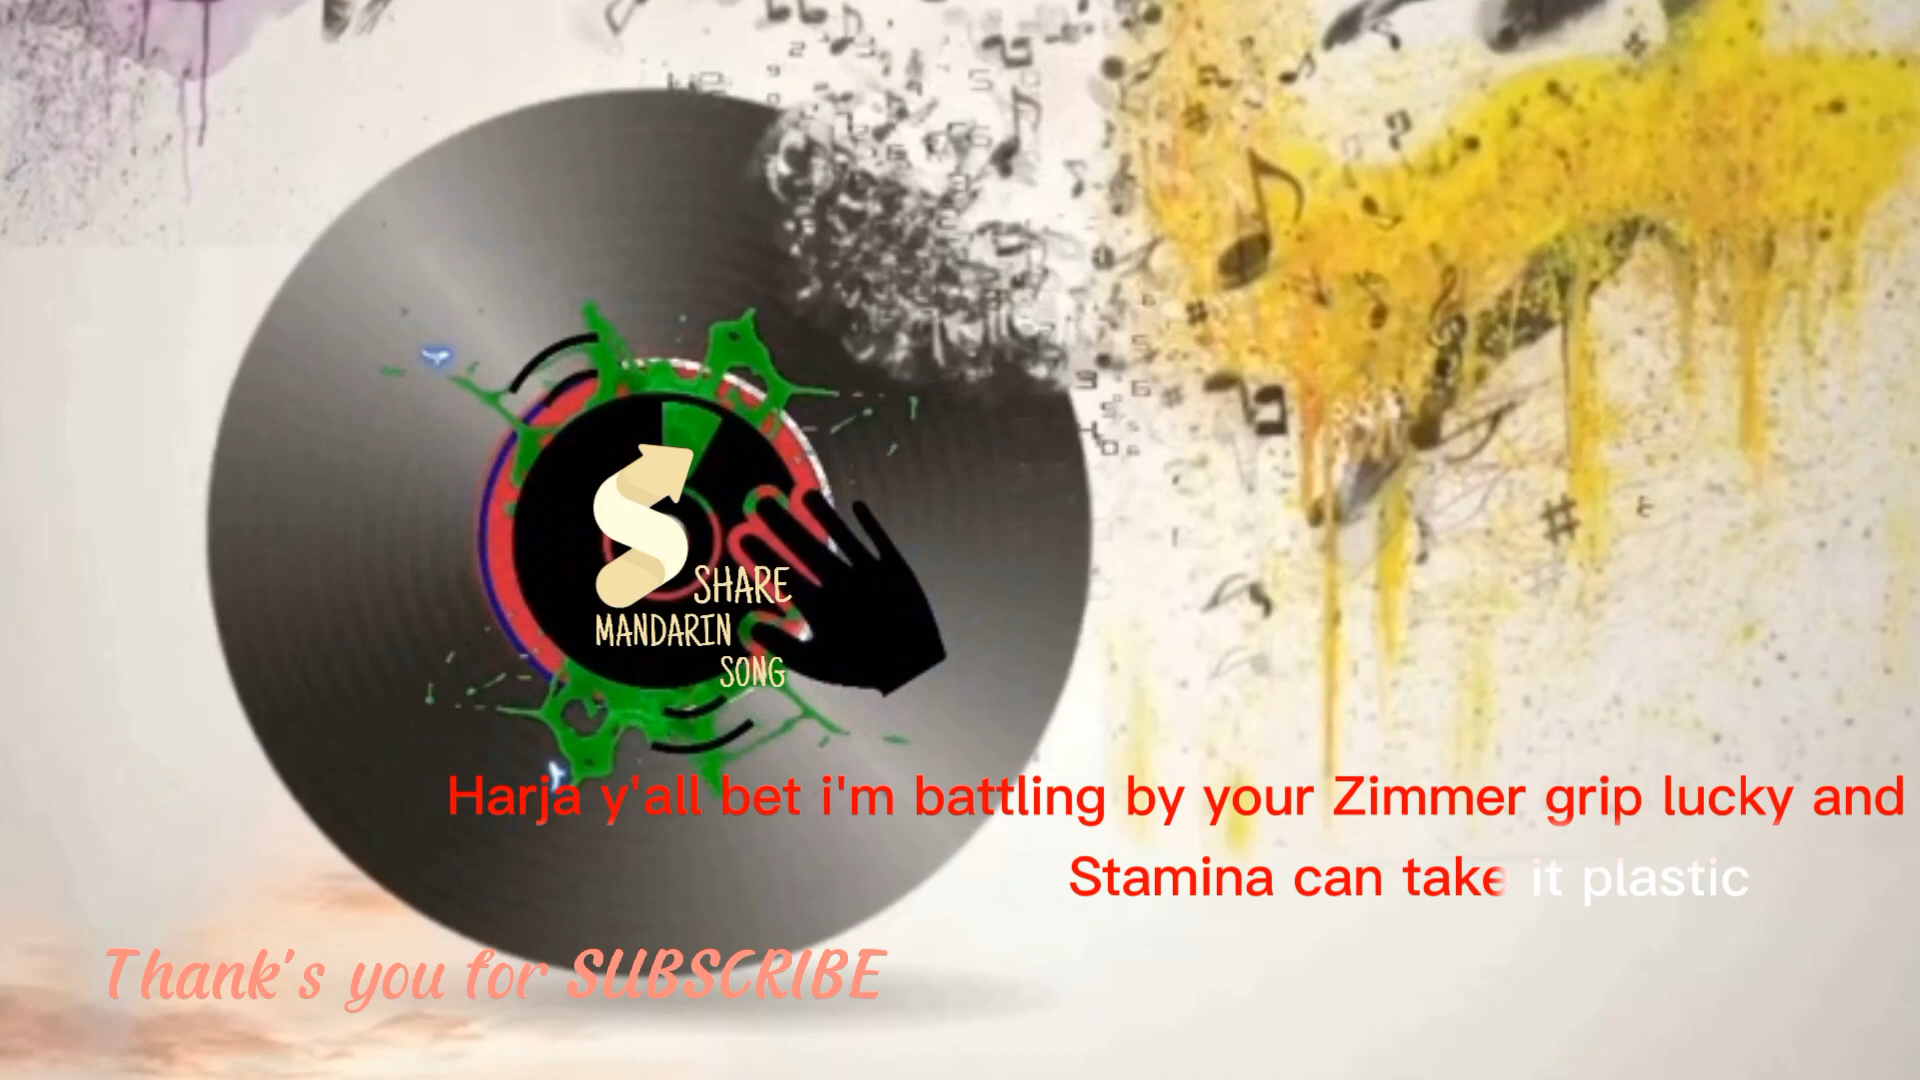 SHARE
MANDARIN
SONG
Harja y'all bet i'm battling by your Zimmer grip lucky and
Stamina can take it plastic
Thank's you for SUBSCRIBE